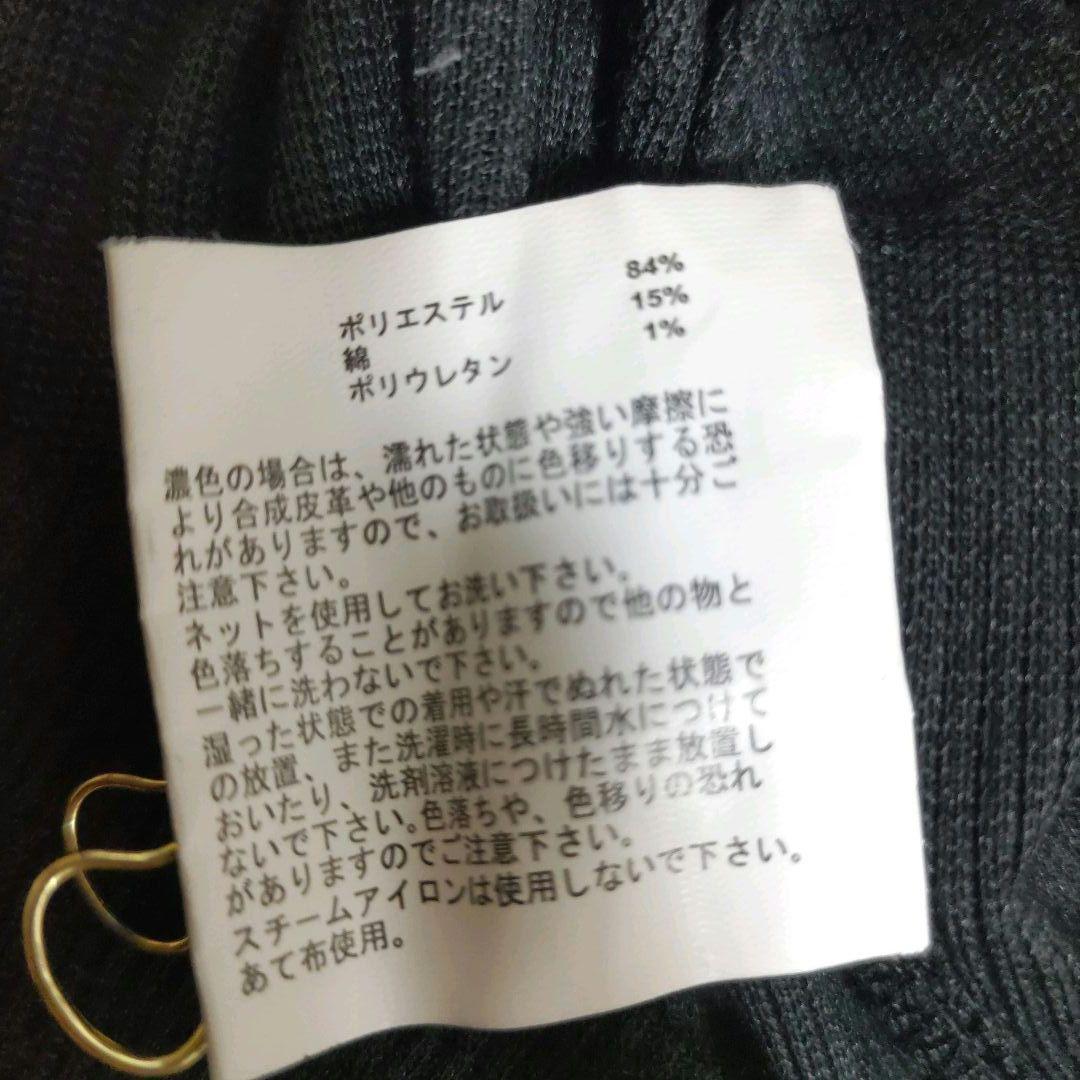 ポリエステル 84%
綿 15%
ポリウレタン 1%
濃色の場合は、濡れた状態や強い摩擦に
より合成皮革や他のものに色移りする恐
れがありますので、お取扱いには十分ご
注意下さい。
ネットを使用してお洗い下さい。
色落ちすることがありますので他の物と
一緒に洗わないで下さい。
湿った状態での着用や汗でぬれた状態で
の放置、また洗濯時に長時間水につけて
おいたり、洗剤溶液につけたまま放置し
ないで下さい。色落ちや、色移りの恐れ
がありますのでご注意下さい。
スチームアイロンは使用しないで下さい。
あて布使用。